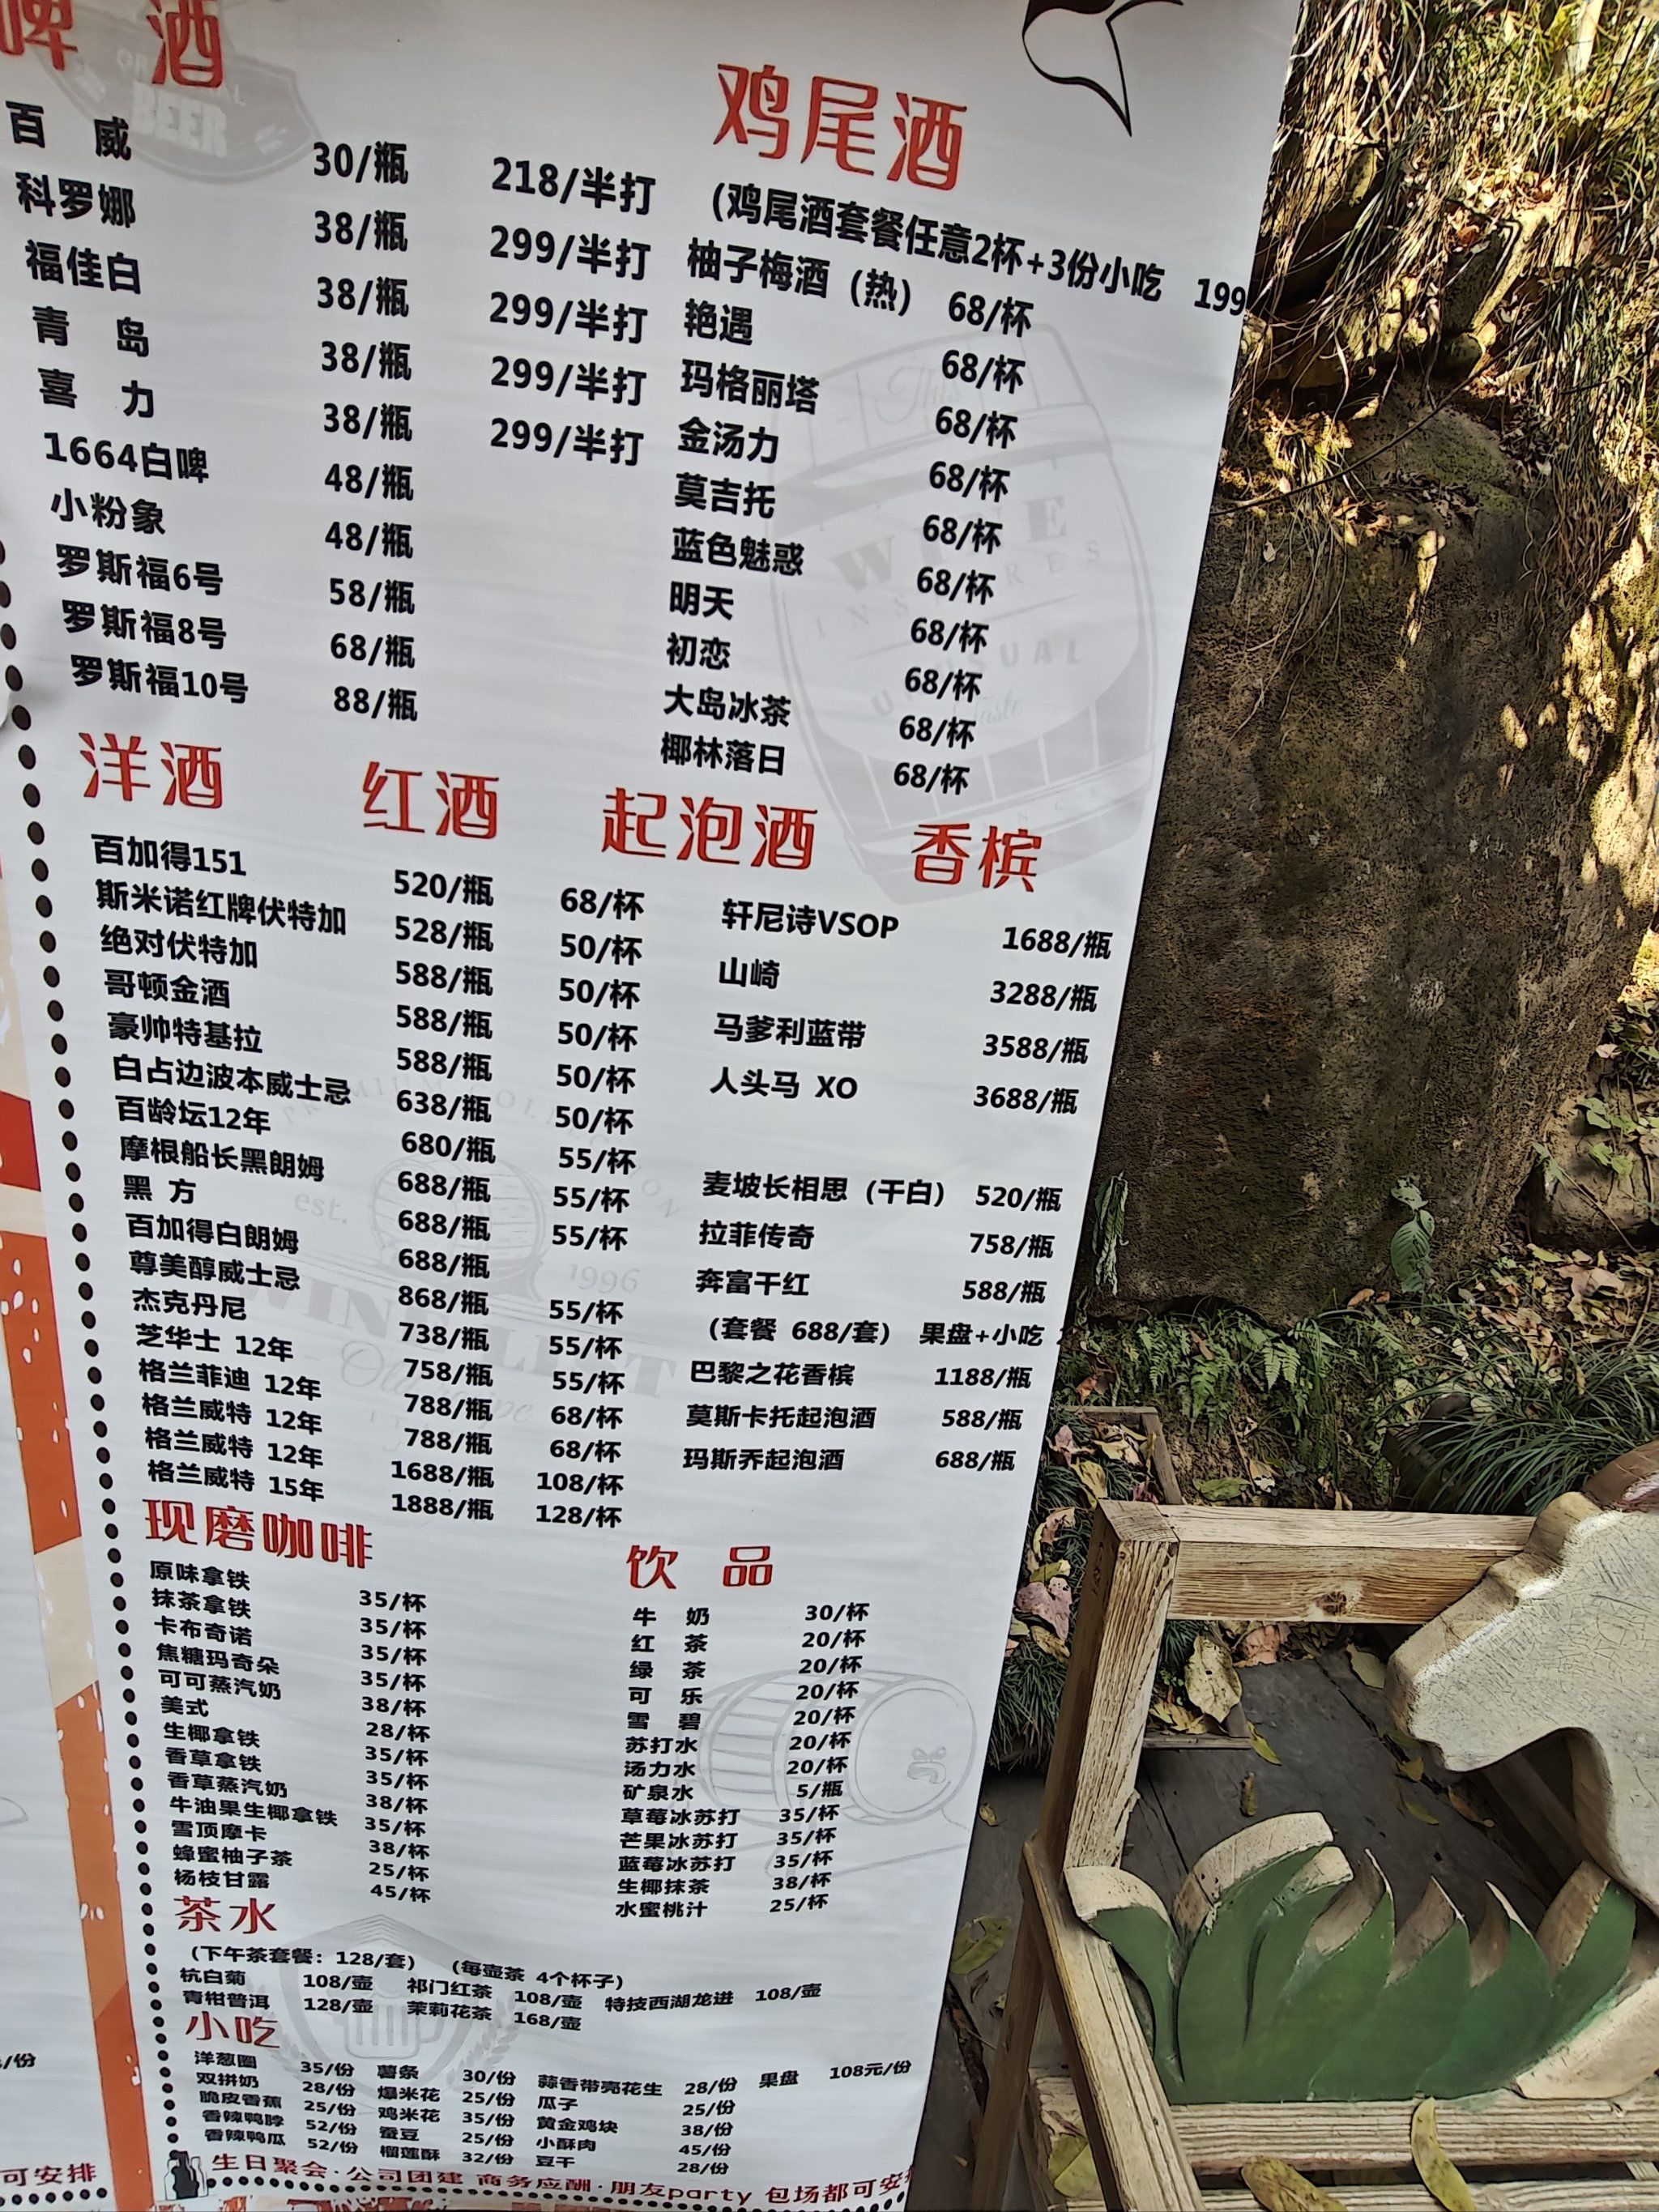 啤 酒
BEER
百 威 30/瓶 218/半打
科罗娜 38/瓶 299/半打
福佳白 38/瓶 299/半打
青 岛 38/瓶 299/半打
喜 力 38/瓶 299/半打
1664白啤 48/瓶
小粉象 48/瓶
罗斯福6号 58/瓶
罗斯福8号 68/瓶
罗斯福10号 88/瓶
鸡尾酒
(鸡尾酒套餐任意2杯+3份小吃 199
柚子梅酒（热） 68/杯
艳遇 68/杯
玛格丽塔 68/杯
金汤力 68/杯
莫吉托 68/杯
蓝色魅惑 68/杯
明天 68/杯
初恋 68/杯
大岛冰茶 68/杯
椰林落日 68/杯
洋酒 红酒 起泡酒 香槟
百加得151 520/瓶 68/杯
斯米诺红牌伏特加 528/瓶 50/杯
绝对伏特加 588/瓶 50/杯
哥顿金酒 588/瓶 50/杯
豪帅特基拉 588/瓶 50/杯
白占边波本威士忌 638/瓶 50/杯
百龄坛12年 680/瓶 55/杯
摩根船长黑朗姆 688/瓶 55/杯
黑 方 688/瓶 55/杯
百加得白朗姆 688/瓶
尊美醇威士忌 868/瓶 55/杯
杰克丹尼 738/瓶 55/杯
芝华士 12年 758/瓶 55/杯
格兰菲迪 12年 788/瓶 68/杯
格兰威特 12年 788/瓶 68/杯
格兰威特 12年 1688/瓶 108/杯
格兰威特 15年 1888/瓶 128/杯
轩尼诗VSOP 1688/瓶
山崎 3288/瓶
马爹利蓝带 3588/瓶
人头马 XO 3688/瓶
麦坡长相思（干白） 520/瓶
拉菲传奇 758/瓶
奔富干红 588/瓶
（套餐 688/套） 果盘+小吃
巴黎之花香槟 1188/瓶
莫斯卡托起泡酒 588/瓶
玛斯乔起泡酒 688/瓶
现磨咖啡
原味拿铁 35/杯
抹茶拿铁 35/杯
卡布奇诺 35/杯
焦糖玛奇朵 35/杯
可可蒸汽奶 38/杯
美式 28/杯
生椰拿铁 35/杯
香草拿铁 35/杯
香草蒸汽奶 38/杯
牛油果生椰拿铁 35/杯
雪顶摩卡 38/杯
蜂蜜柚子茶 25/杯
杨枝甘露 45/杯
饮 品
牛 奶 30/杯
红 茶 20/杯
绿 茶 20/杯
可 乐 20/杯
雪 碧 20/杯
苏打水 20/杯
汤力水 20/杯
矿泉水 5/瓶
草莓冰苏打 35/杯
芒果冰苏打 35/杯
蓝莓冰苏打 35/杯
生椰抹茶 38/杯
水蜜桃汁 25/杯
茶水
（下午茶套餐：128/套） （每壶茶 4个杯子）
杭白菊 108/壶 祁门红茶 108/壶 特技西湖龙进 108/壶
青柑普洱 128/壶 茉莉花茶 168/壶
小吃
洋葱圈 35/份 薯条 30/份 蒜香带壳花生 28/份 果盘 108元/份
双拼奶 28/份 爆米花 25/份 瓜子 25/份
脆皮香蕉 25/份 鸡米花 35/份 黄金鸡块 38/份
香辣鸭脖 52/份 蚕豆 25/份 小酥肉 45/份
香辣鸭瓜 52/份 榴莲酥 32/份 豆干 28/份
生日聚会·公司团建 商务应酬·朋友party 包场都可安
可安排
/份